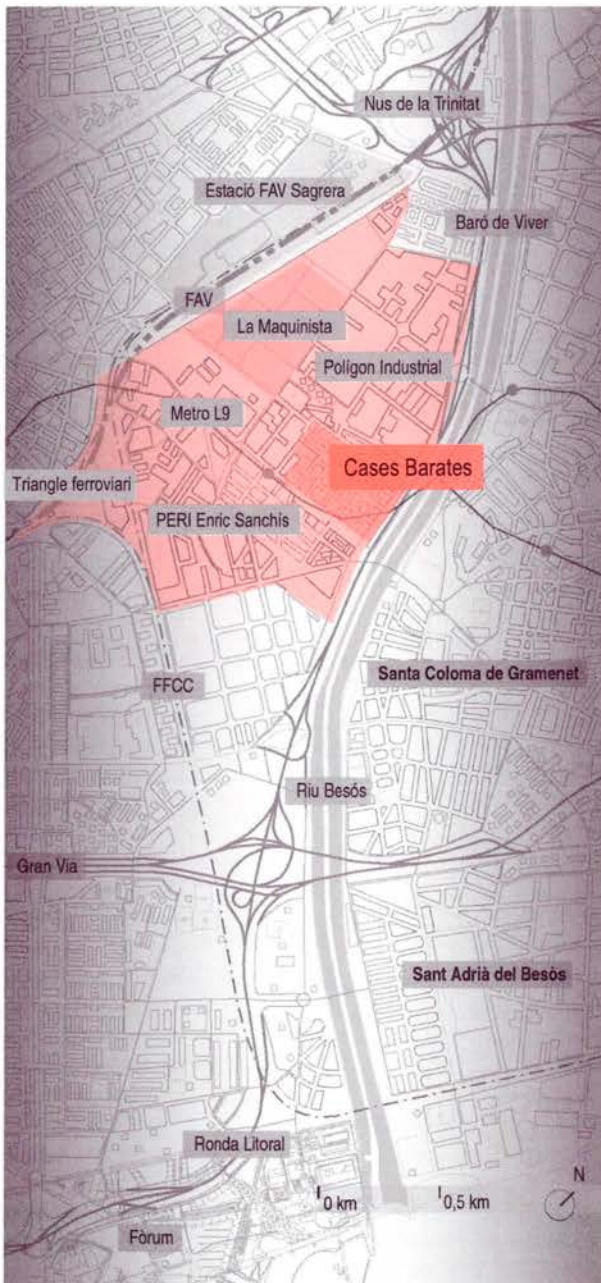 Nus de la Trinitat
Estació FAV Sagrera
Baró de Viver
FAV
La Maquinista
Polígon Industrial
Metro L9
Cases Barates
Triangle ferroviari
PERI Enric Sanchís
Santa Coloma de Gramenet
FFCC
Riu Besós
Gran Via
Sant Adrià del Besòs
Ronda Litoral
N
0 km
0,5 km
Fòrum